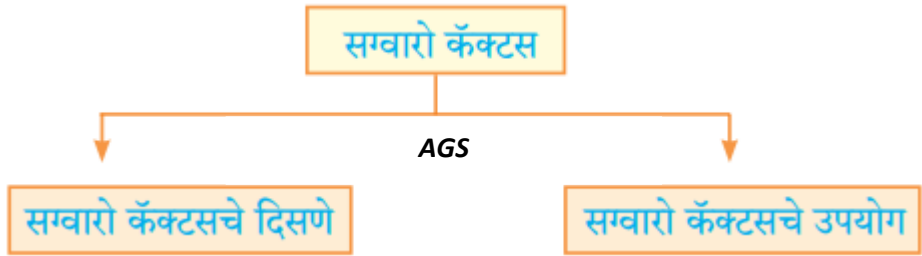 सग्वारो कॅक्टस
AGS
सग्वारो कॅक्टसचे दिसणे
सग्वारो कॅक्टसचे उपयोग